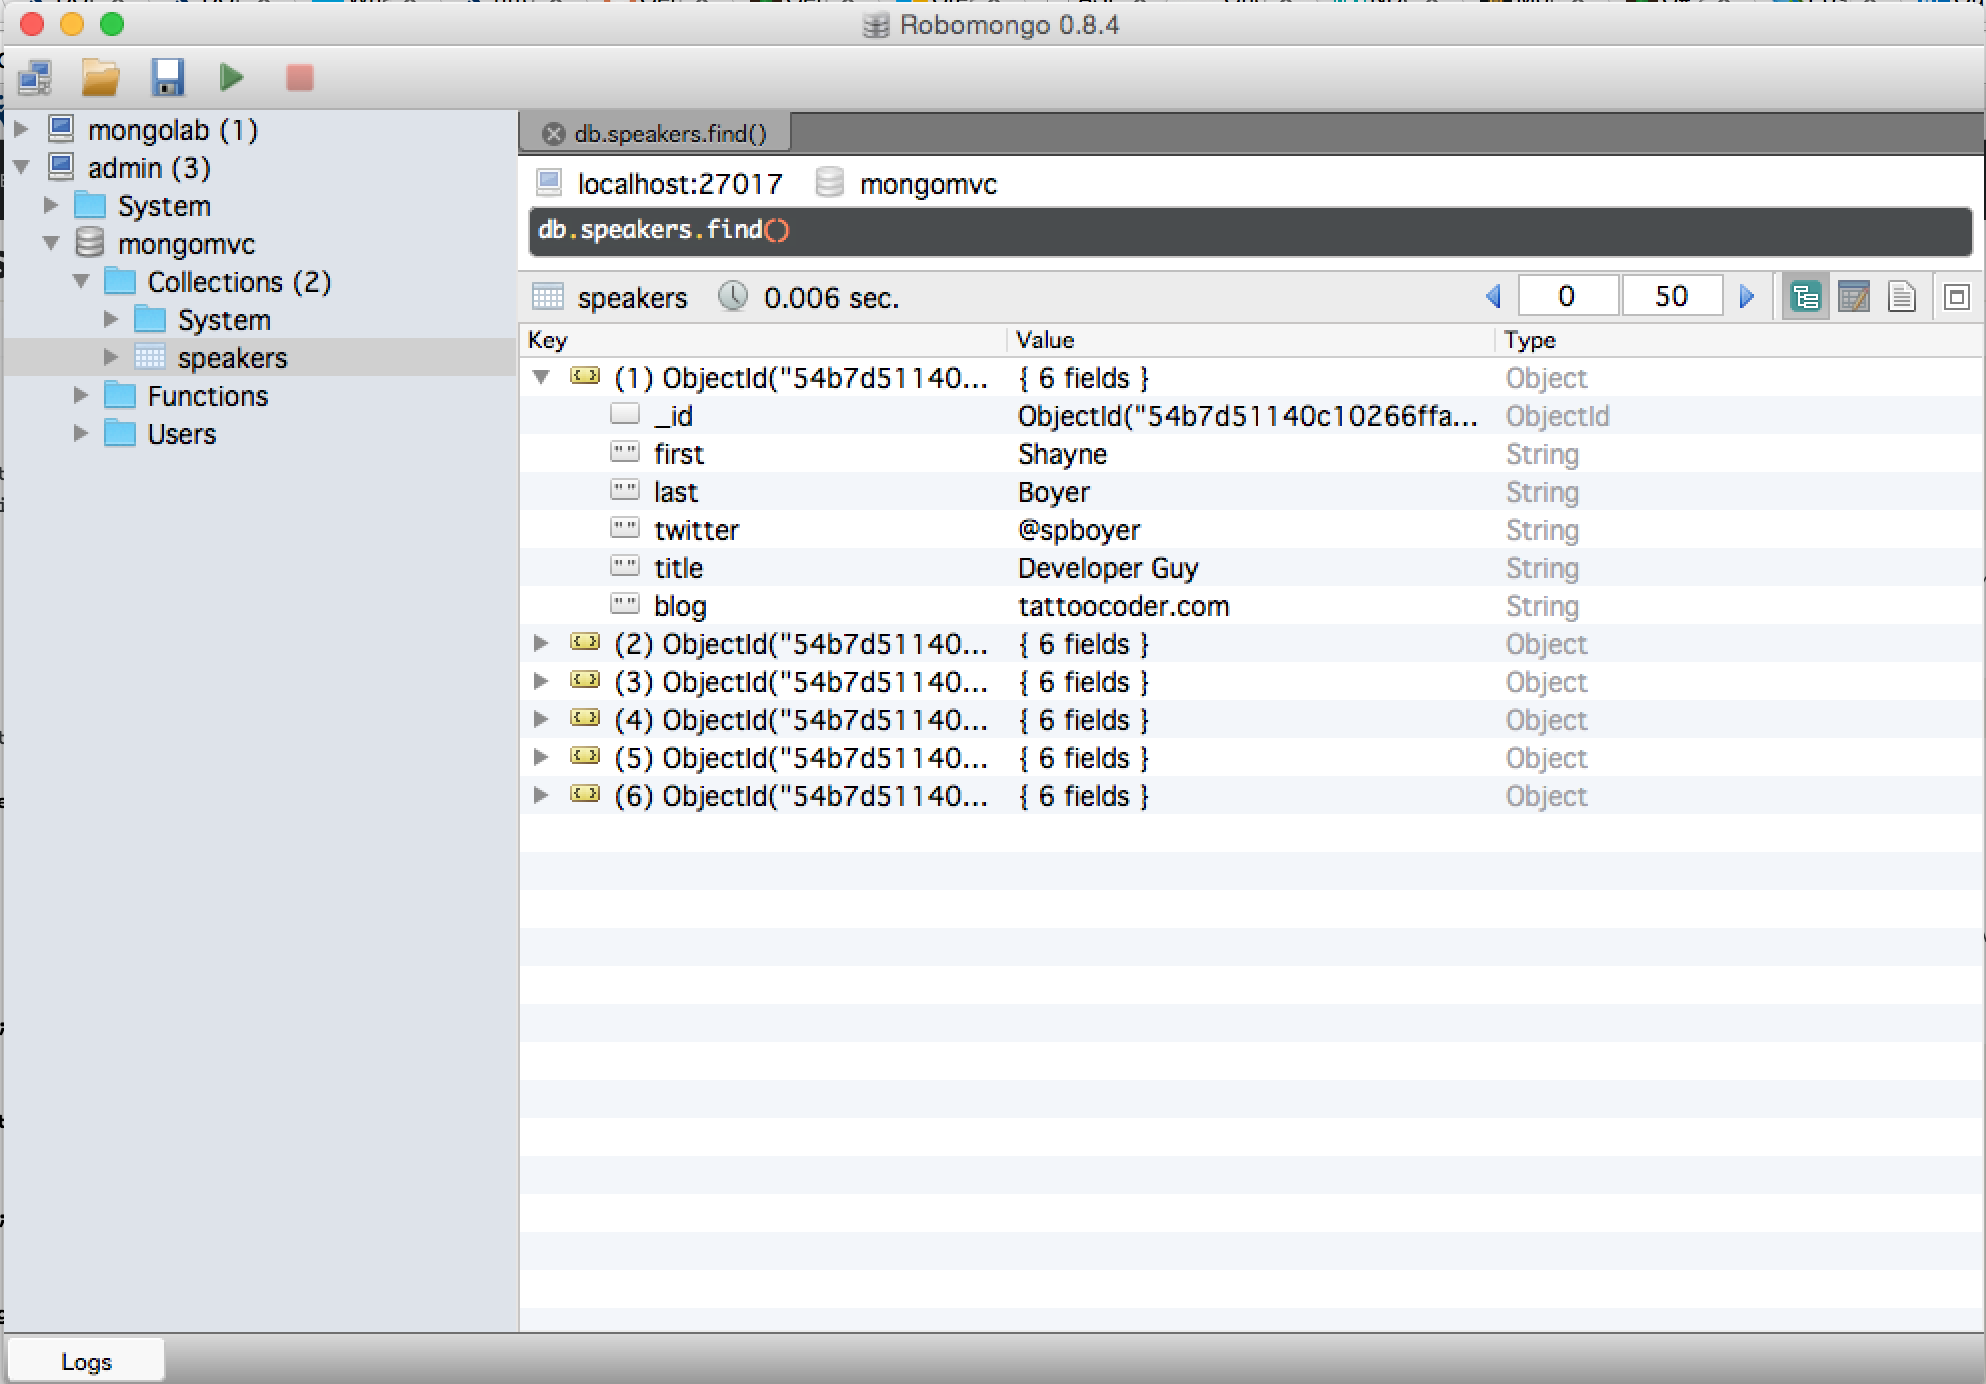 Robomongo 0.8.4
mongolab (1)
admin (3)
System
mongomvc
Collections (2)
System
speakers
Functions
Users
db.speakers.find()
localhost:27017 mongomvc
db.speakers.find()
speakers 0.006 sec. 0 50
Key Value Type
(1) ObjectId("54b7d51140... { 6 fields } Object
_id ObjectId("54b7d51140c10266ffa... ObjectId
first Shayne String
last Boyer String
twitter @spboyer String
title Developer Guy String
blog tattoocoder.com String
(2) ObjectId("54b7d51140... { 6 fields } Object
(3) ObjectId("54b7d51140... { 6 fields } Object
(4) ObjectId("54b7d51140... { 6 fields } Object
(5) ObjectId("54b7d51140... { 6 fields } Object
(6) ObjectId("54b7d51140... { 6 fields } Object
Logs